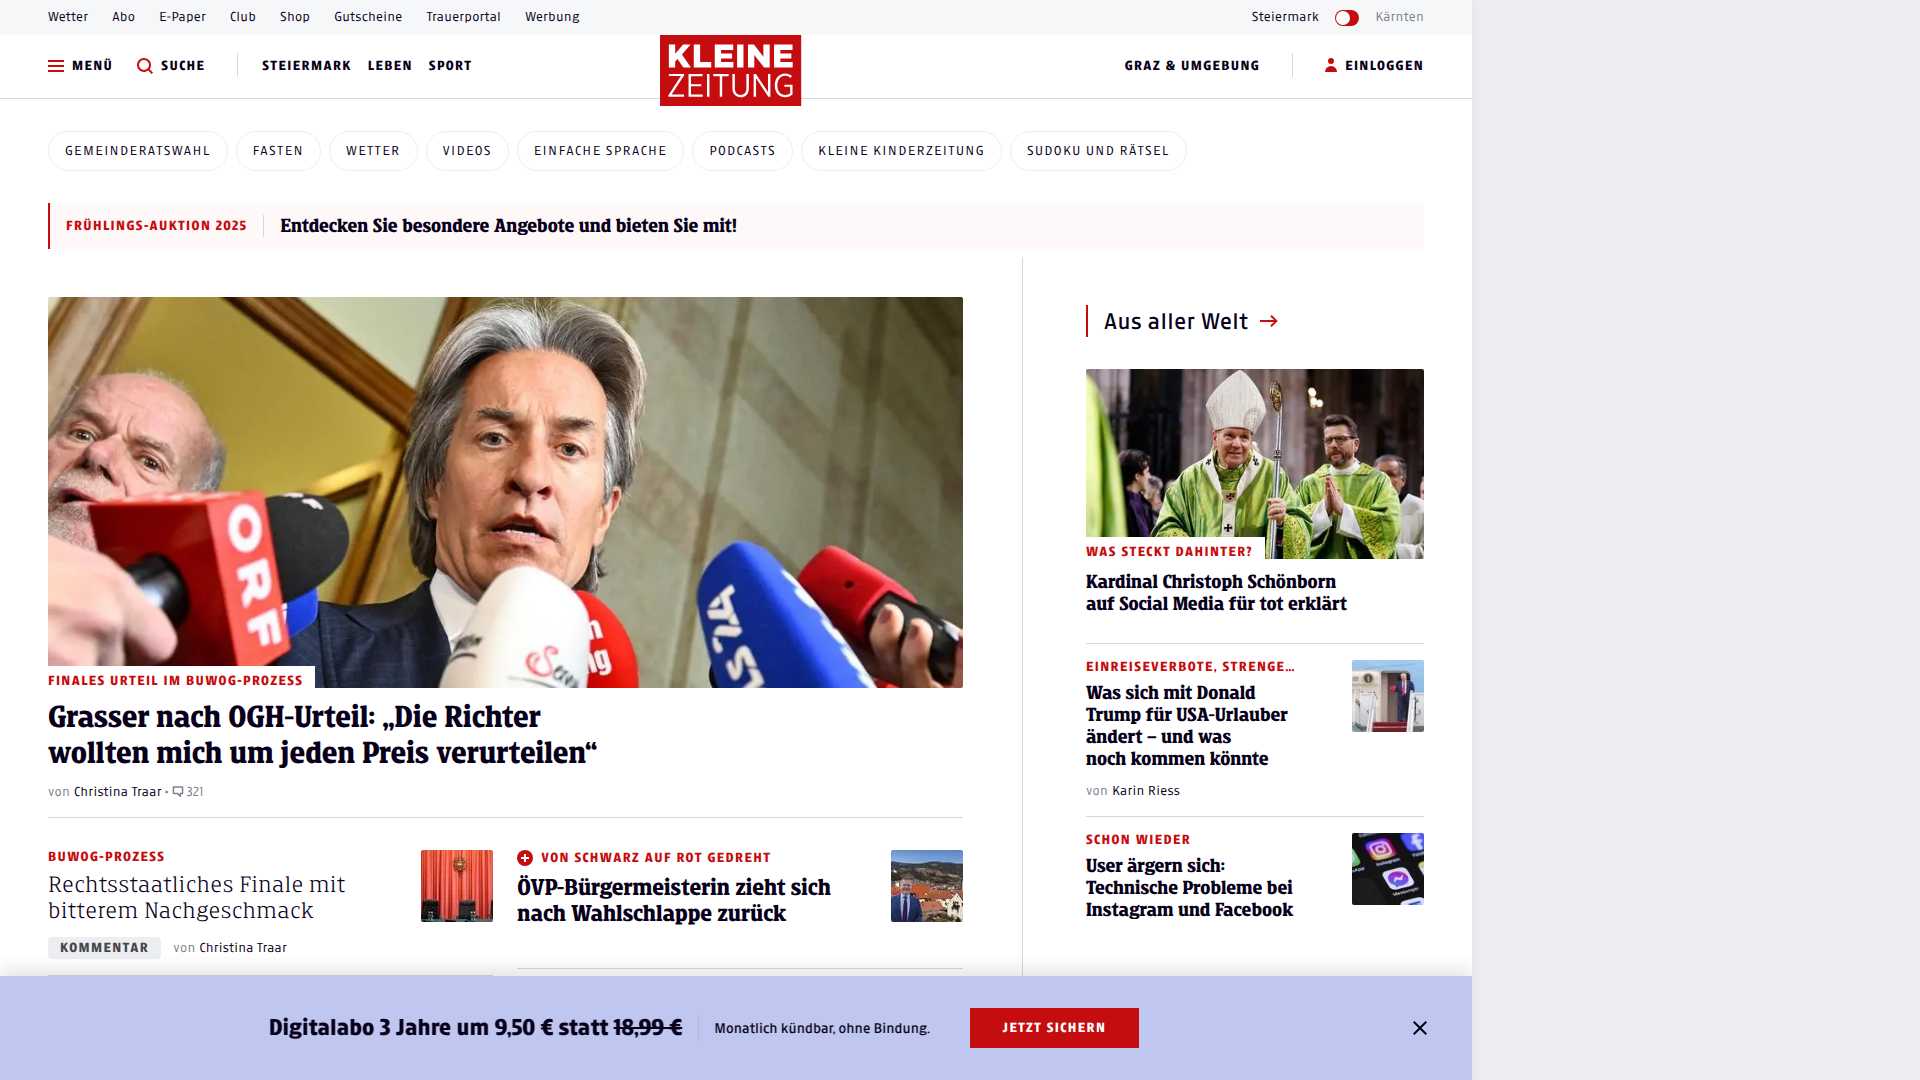 Wetter Abo E-Paper Club Shop Gutscheine Trauerportal Werbung Steiermark Kärnten
MENÜ SUCHE STEIERMARK LEBEN SPORT KLEINE ZEITUNG GRAZ & UMGEBUNG EINLOGGEN
GEMEINDERATSWAHL FASTEN WETTER VIDEOS EINFACHE SPRACHE PODCASTS KLEINE KINDERZEITUNG SUDOKU UND RÄTSEL
FRÜHLINGS-AUKTION 2025 Entdecken Sie besondere Angebote und bieten Sie mit!
ORF
ATS
FINALES URTEIL IM BUWOG-PROZESS
Grasser nach OGH-Urteil: „Die Richter
wollten mich um jeden Preis verurteilen“
von Christina Traar • 321
BUWOG-PROZESS
Rechtsstaatliches Finale mit
bitterem Nachgeschmack
KOMMENTAR von Christina Traar
VON SCHWARZ AUF ROT GEDREHT
ÖVP-Bürgermeisterin zieht sich
nach Wahlschlappe zurück
Aus aller Welt
WAS STECKT DAHINTER?
Kardinal Christoph Schönborn
auf Social Media für tot erklärt
EINREISEVERBOTE, STRENGE…
Was sich mit Donald
Trump für USA-Urlauber
ändert – und was
noch kommen könnte
von Karin Riess
SCHON WIEDER
User ärgern sich:
Technische Probleme bei
Instagram und Facebook
Digitalabo 3 Jahre um 9,50 € statt 18,99 € Monatlich kündbar, ohne Bindung. JETZT SICHERN